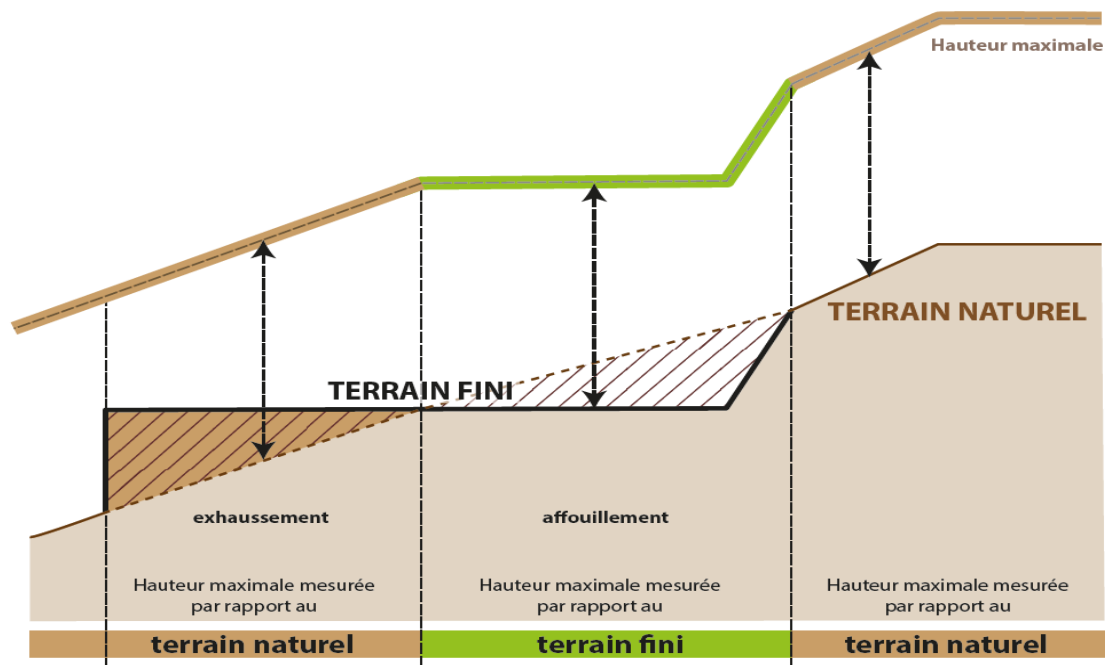 Hauteur maximale
TERRAIN NATUREL
TERRAIN FINI
exhaussement
affouillement
Hauteur maximale mesurée
par rapport au
Hauteur maximale mesurée
par rapport au
Hauteur maximale mesurée
par rapport au
terrain naturel
terrain fini
terrain naturel